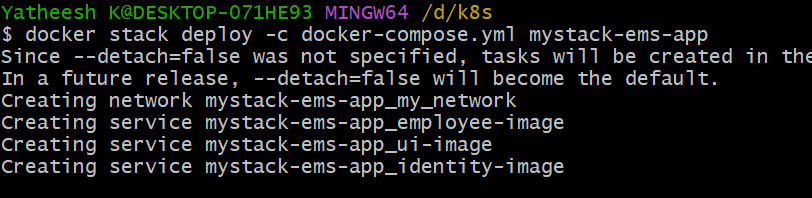 Yatheesh K@DESKTOP-071HE93 MINGW64 /d/k8s
$ docker stack deploy -c docker-compose.yml mystack-ems-app
Since --detach=false was not specified, tasks will be created in the
In a future release, --detach=false will become the default.
Creating network mystack-ems-app_my_network
Creating service mystack-ems-app_employee-image
Creating service mystack-ems-app_ui-image
Creating service mystack-ems-app_identity-image